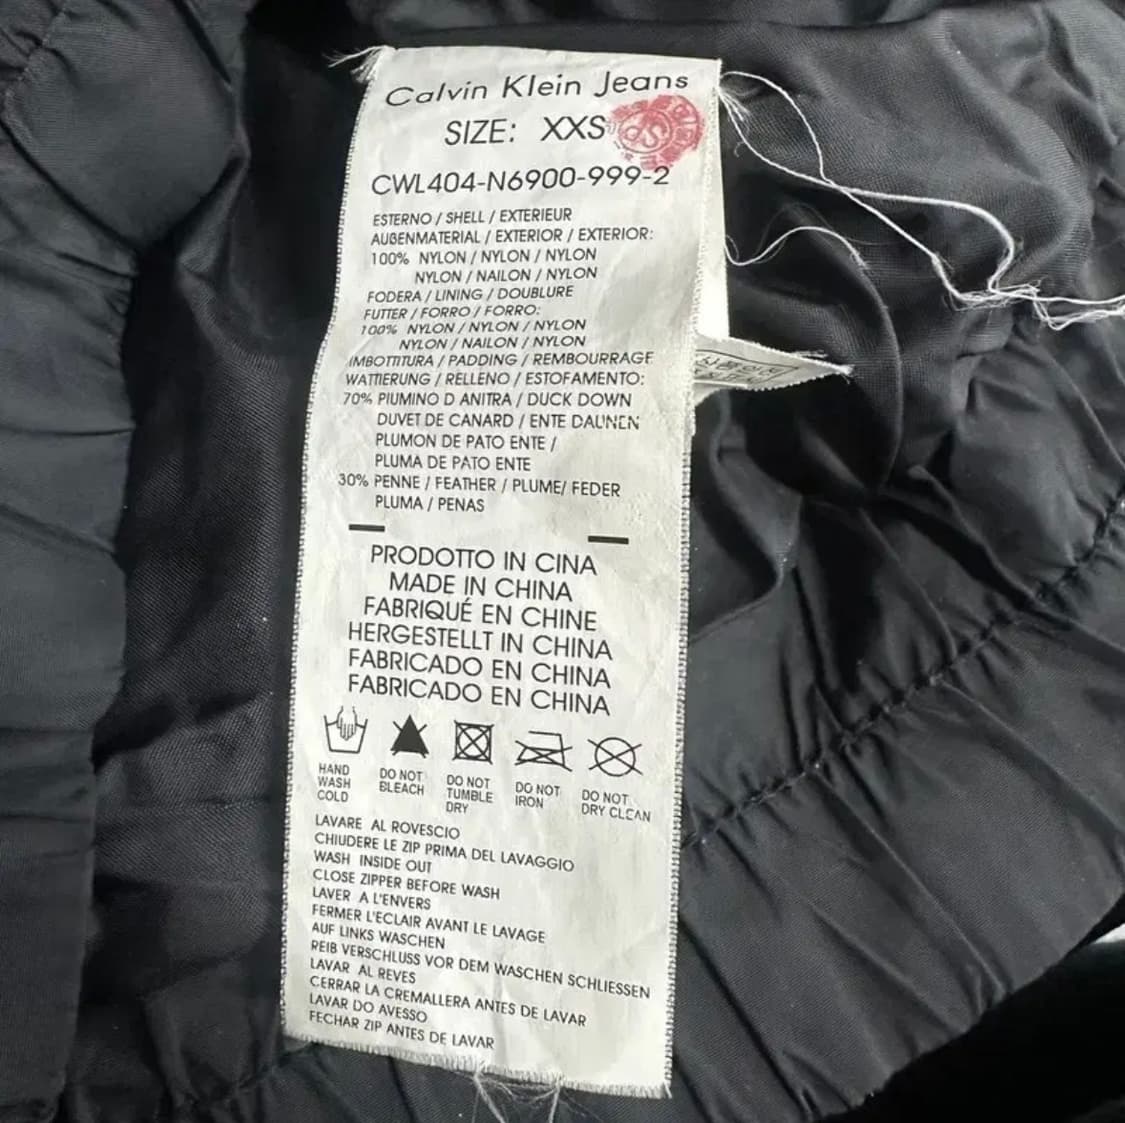 Calvin Klein Jeans
SIZE: XXS
CWL404-N6900-999-2
ESTERNO / SHELL / EXTERIEUR
AUßENMATERIAL / EXTERIOR / EXTERIOR:
100% NYLON / NYLON / NYLON
NYLON / NAILON / NYLON
FODERA / LINING / DOUBLURE
FUTTER / FORRO / FORRO:
100% NYLON / NYLON / NYLON
NYLON / NAILON / NYLON
IMBOTTITURA / PADDING / REMBOURRAGE
WATTIERUNG / RELLENO / ESTOFAMENTO:
70% PIUMINO D ANITRA / DUCK DOWN
DUVET DE CANARD / ENTE DAUNEN
PLUMON DE PATO ENTE /
PLUMA DE PATO ENTE
30% PENNE / FEATHER / PLUME/ FEDER
PLUMA / PENAS
PRODOTTO IN CINA
MADE IN CHINA
FABRIQUÉ EN CHINE
HERGESTELLT IN CHINA
FABRICADO EN CHINA
FABRICADO EN CHINA
HAND WASH COLD
DO NOT BLEACH
DO NOT TUMBLE DRY
DO NOT IRON
DO NOT DRY CLEAN
LAVARE AL ROVESCIO
CHIUDERE LE ZIP PRIMA DEL LAVAGGIO
WASH INSIDE OUT
CLOSE ZIPPER BEFORE WASH
LAVER A L'ENVERS
FERMER L'ECLAIR AVANT LE LAVAGE
AUF LINKS WASCHEN
REIB VERSCHLUSS VOR DEM WASCHEN SCHLIESSEN
LAVAR AL REVES
CERRAR LA CREMALLERA ANTES DE LAVAR
LAVAR DO AVESSO
FECHAR ZIP ANTES DE LAVAR